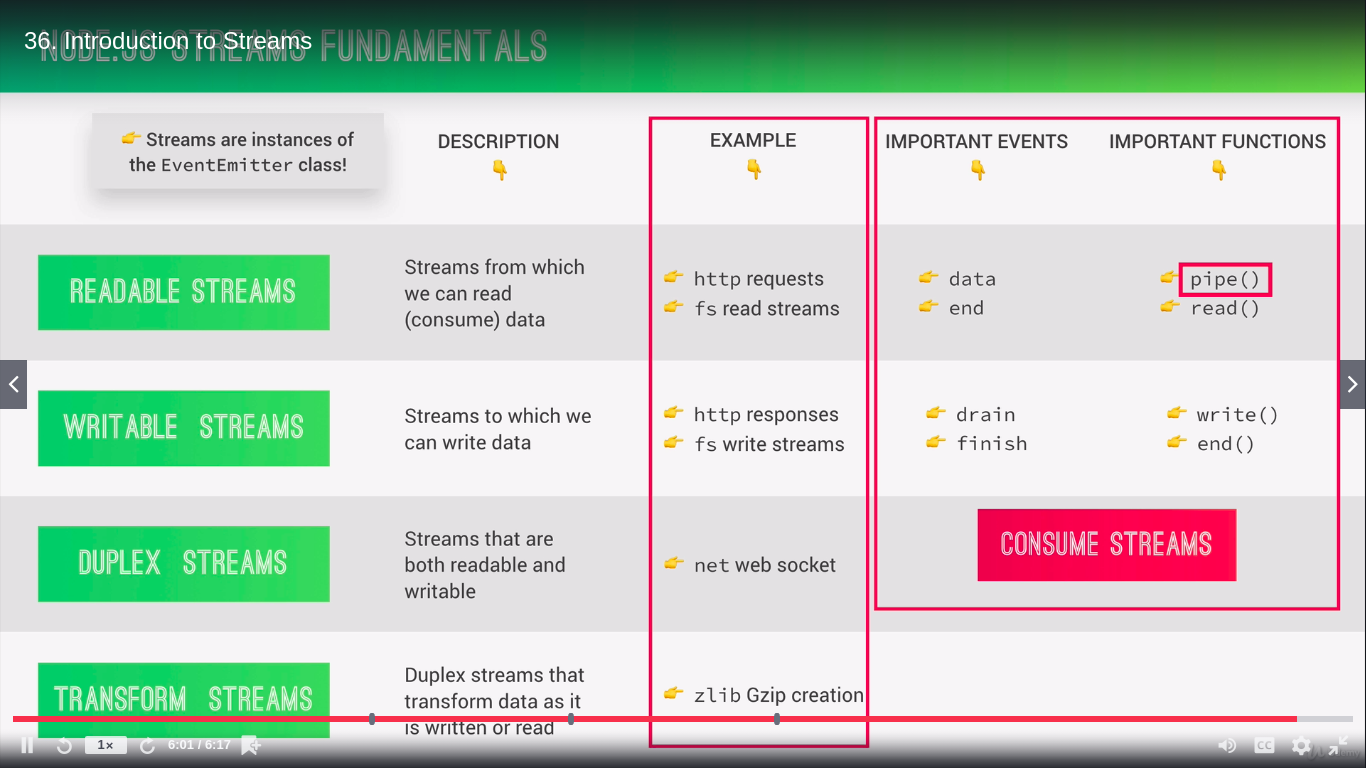 36. Introduction to Streams
NODE.JS STREAMS FUNDAMENTALS
Streams are instances of
the EventEmitter class!
DESCRIPTION
EXAMPLE
IMPORTANT EVENTS
IMPORTANT FUNCTIONS
READABLE STREAMS
Streams from which
we can read
(consume) data
http requests
fs read streams
data
end
pipe()
read()
WRITABLE STREAMS
Streams to which we
can write data
http responses
fs write streams
drain
finish
write()
end()
DUPLEX STREAMS
Streams that are
both readable and
writable
net web socket
CONSUME STREAMS
TRANSFORM STREAMS
Duplex streams that
transform data as it
is written or read
zlib Gzip creation
1x
6:01 / 6:17
CC